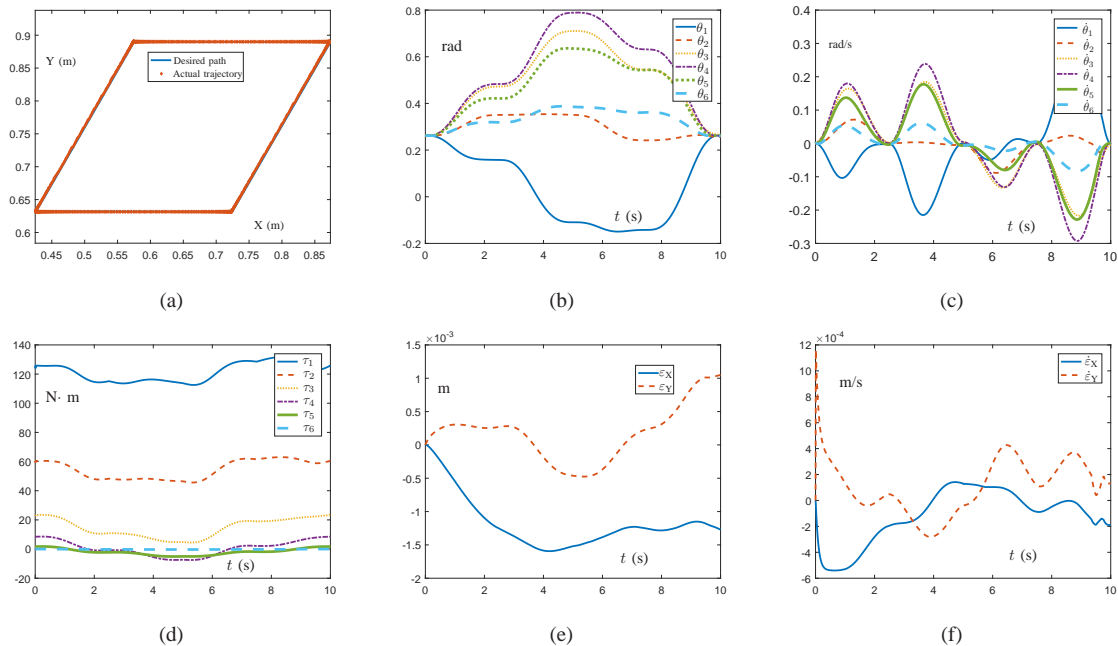 0.9
0.85
0.8
0.75
0.7
0.65
0.6
Y (m)
Desired path
Actual trajectory
X (m)
0.45 0.5 0.55 0.6 0.65 0.7 0.75 0.8 0.85
(a)
0.8
0.6
0.4
0.2
0
-0.2
rad
θ1
θ2
θ3
θ4
θ5
θ6
t (s)
0 2 4 6 8 10
(b)
0.4
0.3
0.2
0.1
0
-0.1
-0.2
-0.3
rad/s
θ̇1
θ̇2
θ̇3
θ̇4
θ̇5
θ̇6
t (s)
0 2 4 6 8 10
(c)
140
120
100
80
60
40
20
0
-20
N· m
τ1
τ2
τ3
τ4
τ5
τ6
t (s)
0 2 4 6 8 10
(d)
×10⁻³
1.5
1
0.5
0
-0.5
-1
-1.5
-2
m
εX
εY
t (s)
0 2 4 6 8 10
(e)
×10⁻⁴
12
10
8
6
4
2
0
-2
-4
-6
m/s
ε̇X
ε̇Y
t (s)
0 2 4 6 8 10
(f)